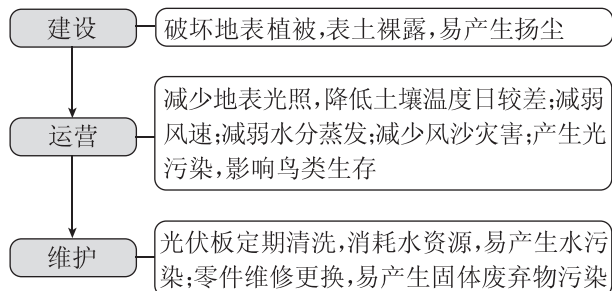 建设
破坏地表植被,表土裸露,易产生扬尘
运营
减少地表光照,降低土壤温度日较差;减弱
风速;减弱水分蒸发;减少风沙灾害;产生光
污染,影响鸟类生存
维护
光伏板定期清洗,消耗水资源,易产生水污
染;零件维修更换,易产生固体废弃物污染